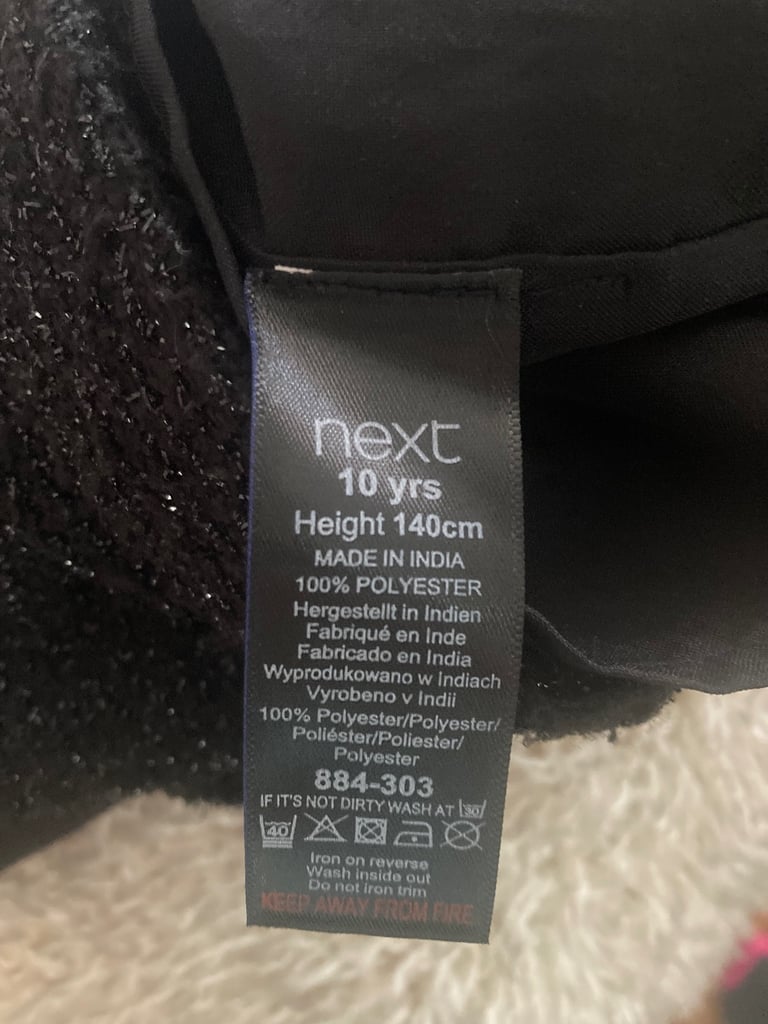 next
10 yrs
Height 140cm
MADE IN INDIA
100% POLYESTER
Hergestellt in Indien
Fabriqué en Inde
Fabricado en India
Wyprodukowano w Indiach
Vyrobeno v Indii
100% Polyester/Polyester/
Poliéster/Poliester/
Polyester
884-303
IF IT'S NOT DIRTY WASH AT 30
40
Iron on reverse
Wash inside out
Do not iron trim
KEEP AWAY FROM FIRE